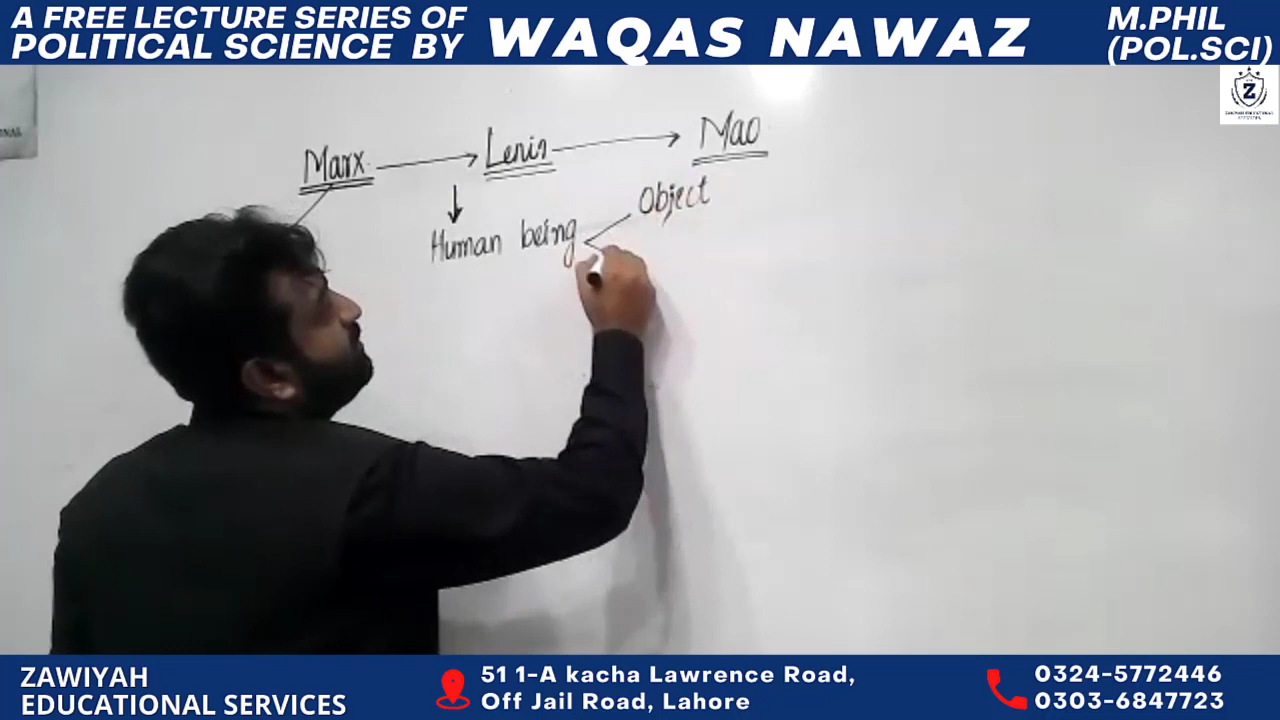 A FREE LECTURE SERIES OF
POLITICAL SCIENCE BY
WAQAS NAWAZ
M.PHIL
(POL.SCI)
Z
Marx → Lenin → Mao
Human being
Object
ZAWIYAH
EDUCATIONAL SERVICES
51 1-A kacha Lawrence Road,
Off Jail Road, Lahore
0324-5772446
0303-6847723